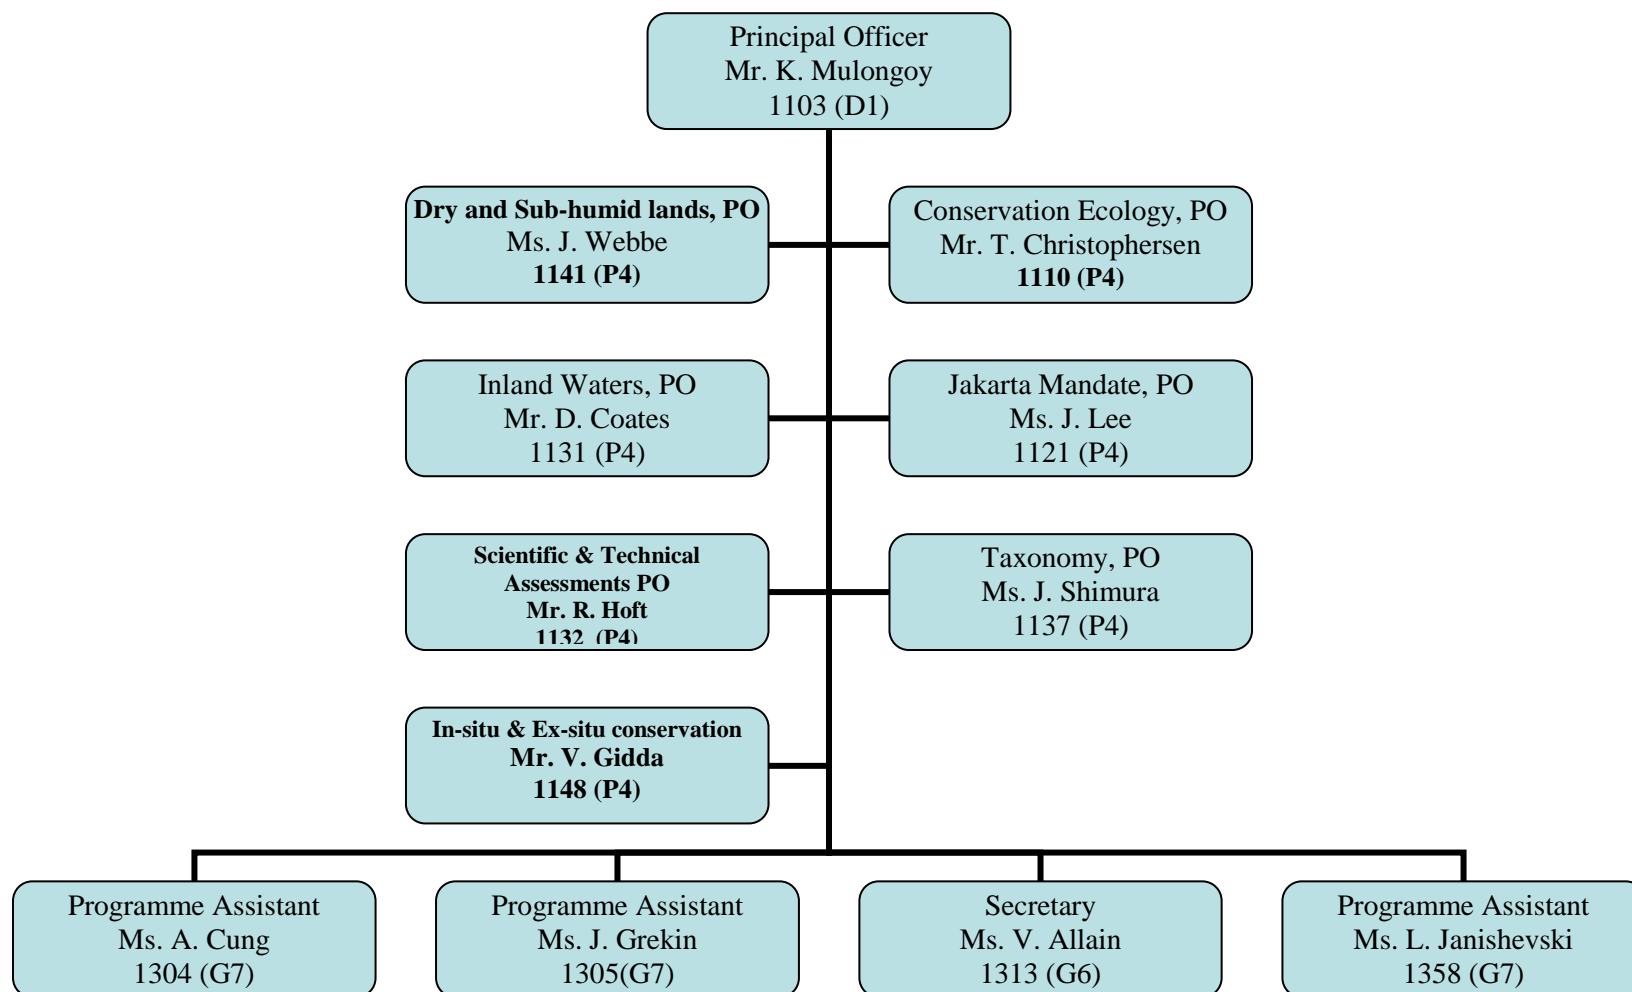 Principal Officer
Mr. K. Mulongoy
1103 (D1)
Dry and Sub-humid lands, PO
Ms. J. Webbe
1141 (P4)
Conservation Ecology, PO
Mr. T. Christophersen
1110 (P4)
Inland Waters, PO
Mr. D. Coates
1131 (P4)
Jakarta Mandate, PO
Ms. J. Lee
1121 (P4)
Scientific & Technical
Assessments PO
Mr. R. Hoft
1132 (P4)
Taxonomy, PO
Ms. J. Shimura
1137 (P4)
In-situ & Ex-situ conservation
Mr. V. Gidda
1148 (P4)
Programme Assistant
Ms. A. Cung
1304 (G7)
Programme Assistant
Ms. J. Grekin
1305(G7)
Secretary
Ms. V. Allain
1313 (G6)
Programme Assistant
Ms. L. Janishevski
1358 (G7)